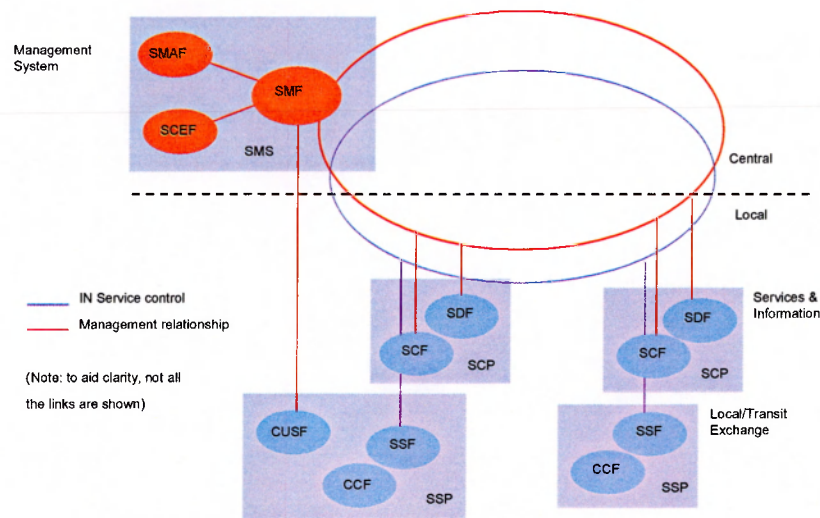 Management
System
SMAF
SMF
SCEF
SMS
Central
Local
IN Service control
Management relationship
(Note: to aid clarity, not all
the links are shown)
SDF
SCF
SCP
SDF
SCF
SCP
Services &
Information
CUSF
SSF
CCF
SSP
SSF
CCF
SSP
Local/Transit
Exchange